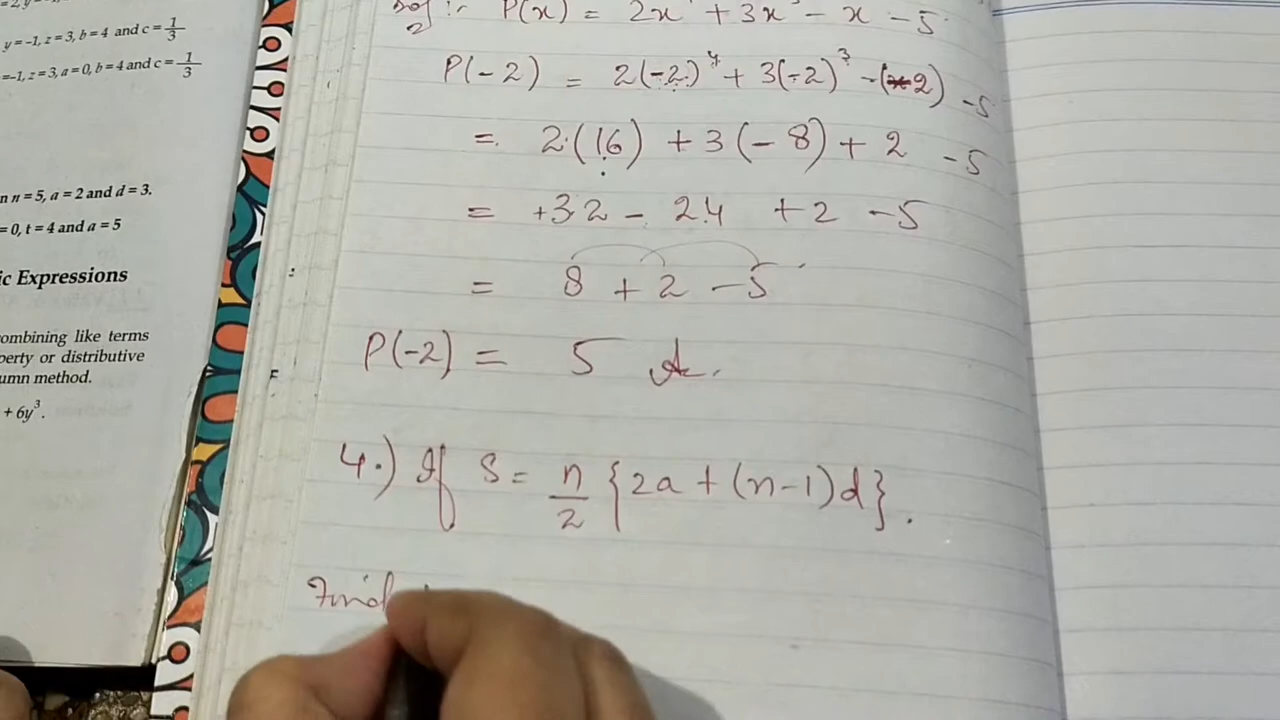 y = −1, z = 3, b = 4 and c = 1/3
=−1, z = 3, a = 0, b = 4 and c = 1/3
n n = 5, a = 2 and d = 3.
= 0, t = 4 and a = 5
ic Expressions
ombining like terms
perty or distributive
umn method.
+ 6y³.
P(x) = 2x + 3x − x − 5
P(-2) = 2(-2)⁴ + 3(-2)³ - (-2) - 5
= 2(16) + 3(-8) + 2 - 5
= +32 - 24 + 2 - 5
= 8 + 2 - 5
P(-2) = 5
4.) If S = n/2 {2a + (n-1)d}.
Find